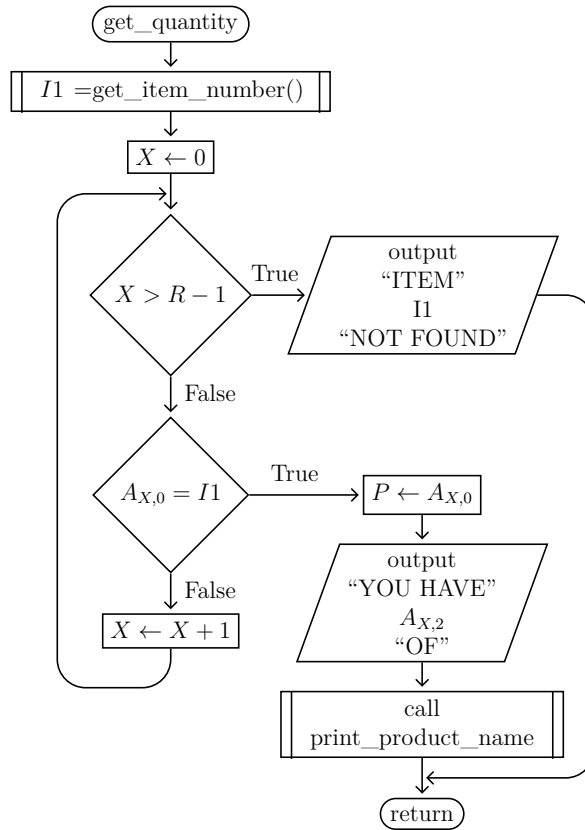 get_quantity
I1 =get_item_number()
X ← 0
X > R − 1
True
output
“ITEM”
I1
“NOT FOUND”
False
A_{X,0} = I1
True
P ← A_{X,0}
output
“YOU HAVE”
A_{X,2}
“OF”
False
X ← X + 1
call
print_product_name
return